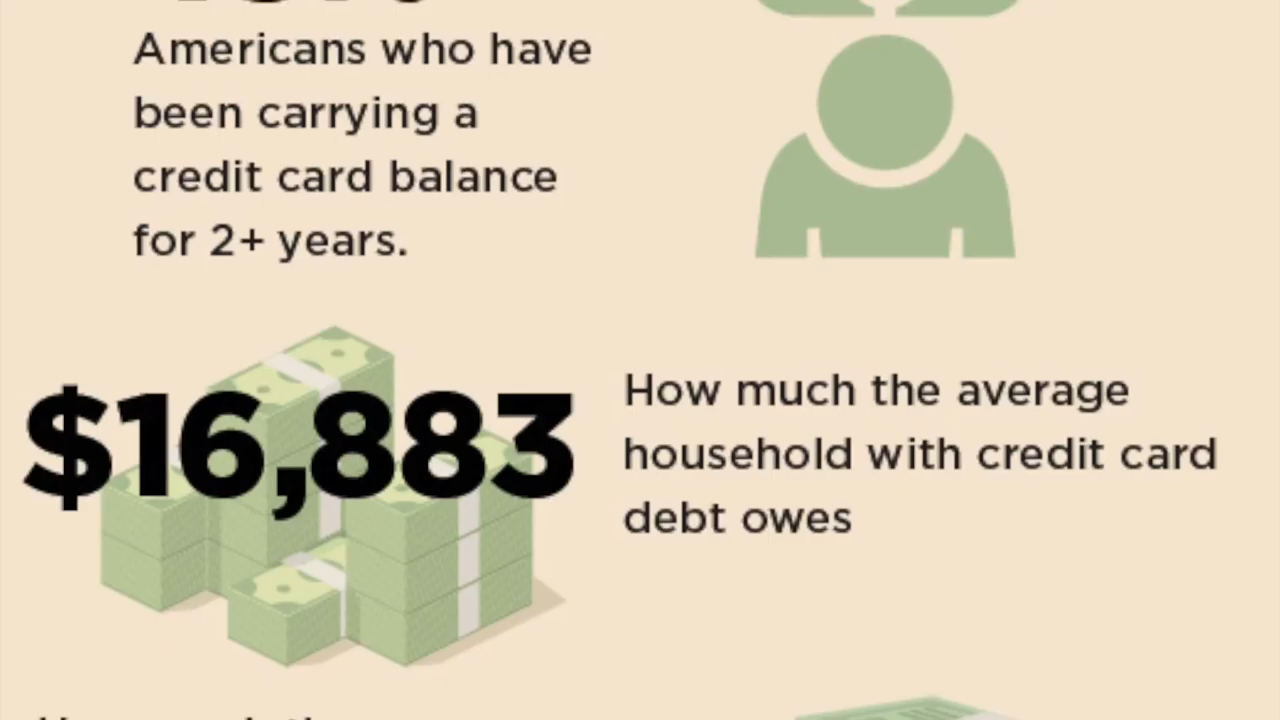 Americans who have
been carrying a
credit card balance
for 2+ years.
$16,883
How much the average
household with credit card
debt owes